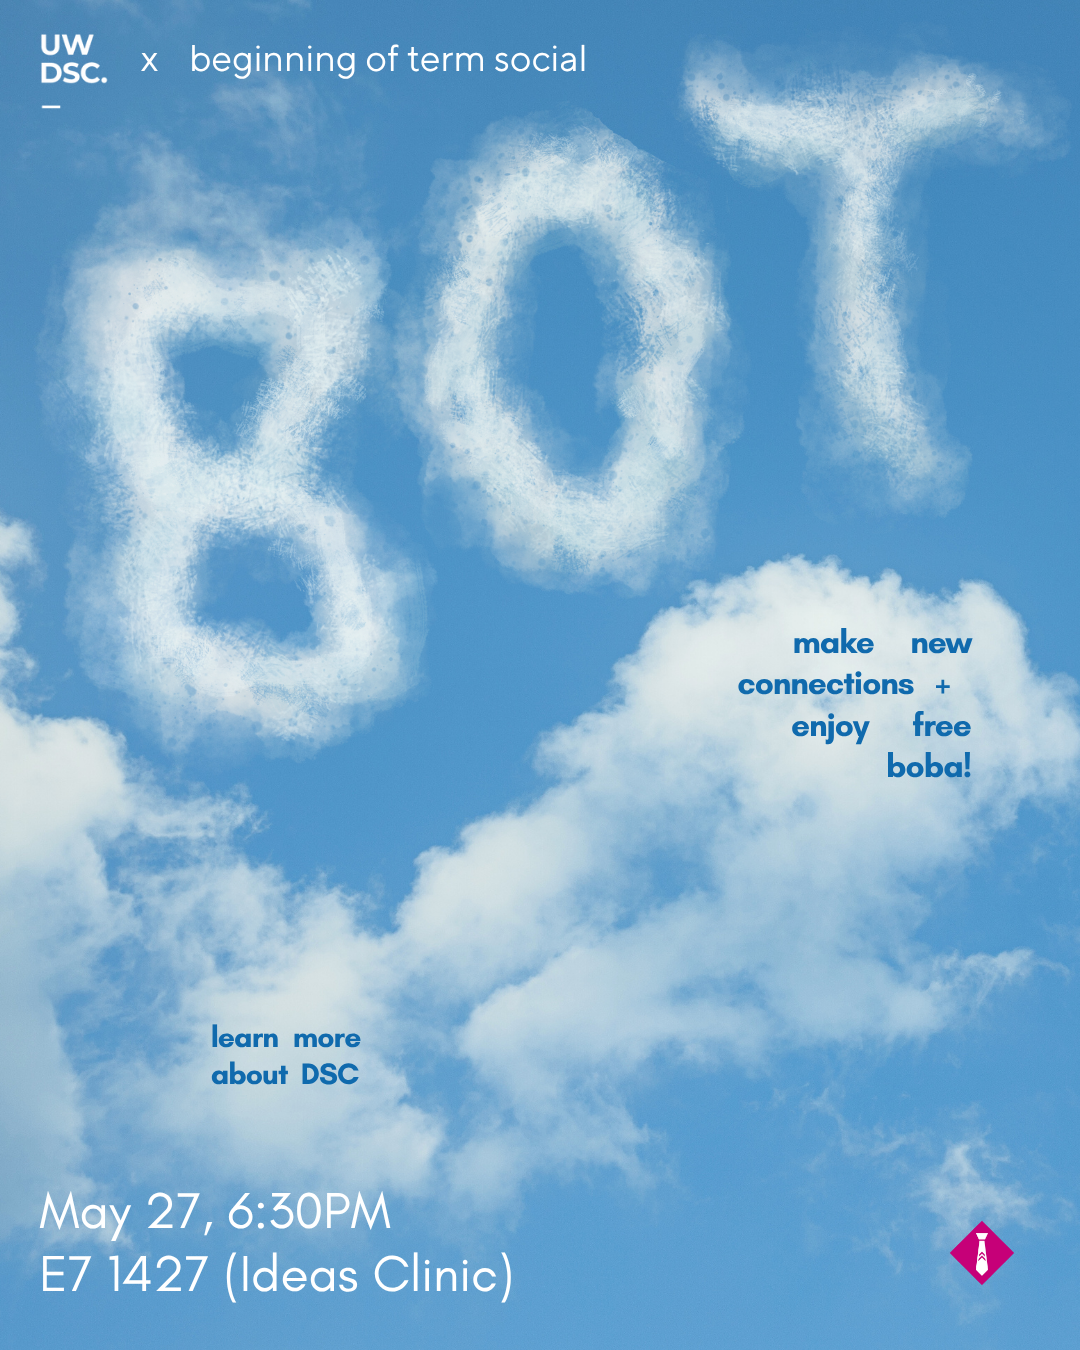 UW
DSC.
x beginning of term social
BOT
make new
connections +
enjoy free
boba!
learn more
about DSC
May 27, 6:30PM
E7 1427 (Ideas Clinic)